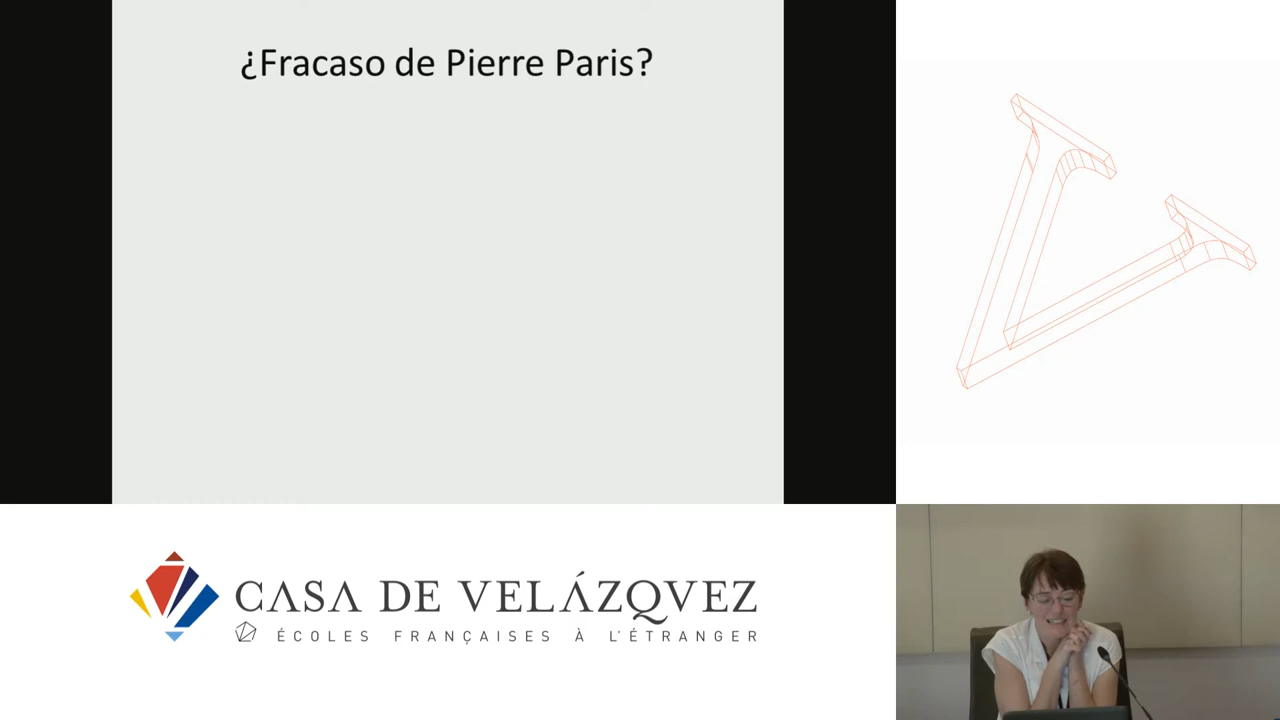 ¿Fracaso de Pierre Paris?
CASA DE VELÁZQVEZ
ÉCOLES FRANÇAISES À L'ÉTRANGER